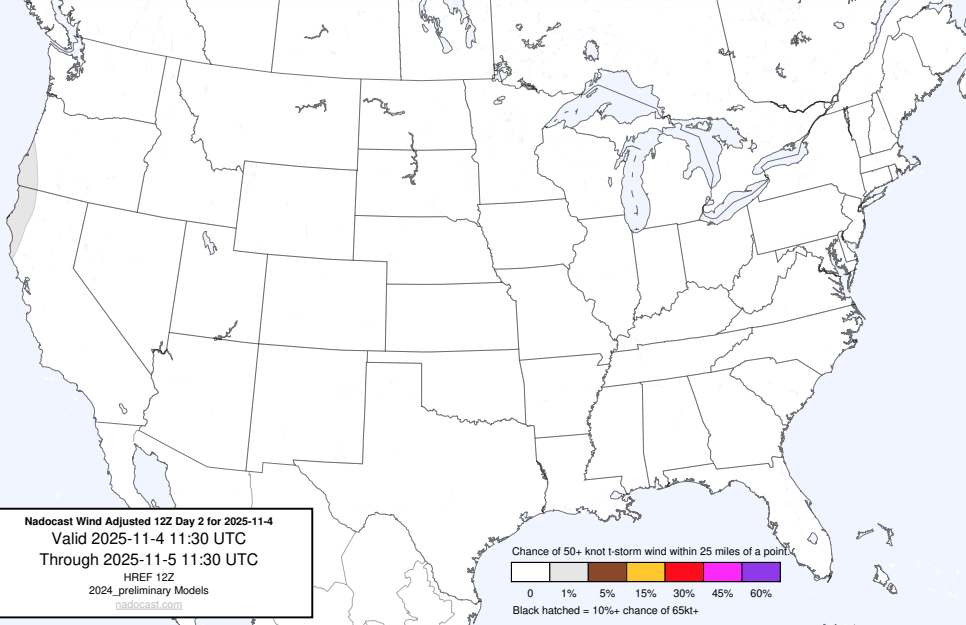 Nadocast Wind Adjusted 12Z Day 2 for 2025-11-4
Valid 2025-11-4 11:30 UTC
Through 2025-11-5 11:30 UTC
HREF 12Z
2024_preliminary Models
nadocast.com
Chance of 50+ knot t-storm wind within 25 miles of a point.
0 1% 5% 15% 30% 45% 60%
Black hatched = 10%+ chance of 65kt+